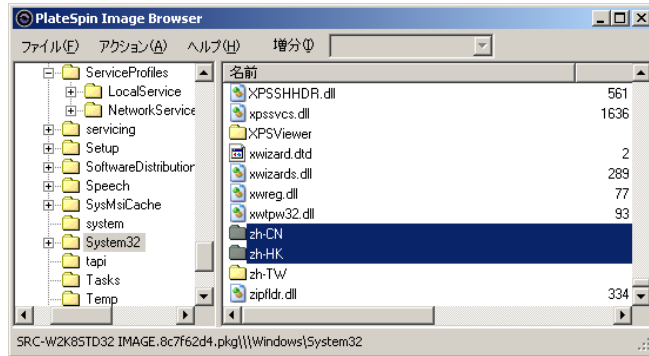 PlateSpin Image Browser
ファイル(F) アクション(A) ヘルプ(H) 増分(I)
ServiceProfiles
LocalService
NetworkService
servicing
Setup
SoftwareDistribution
Speech
SysMsiCache
system
System32
tapi
Tasks
Temp
名前
XPSSHHDR.dll 561
xpssvcs.dll 1636
XPSViewer
xwizard.dtd 2
xwizards.dll 289
xwreg.dll 77
xwtpw32.dll 93
zh-CN
zh-HK
zh-TW
zipfldr.dll 334
SRC-W2K8STD32 IMAGE.8c7f62d4.pkg\\\Windows\System32